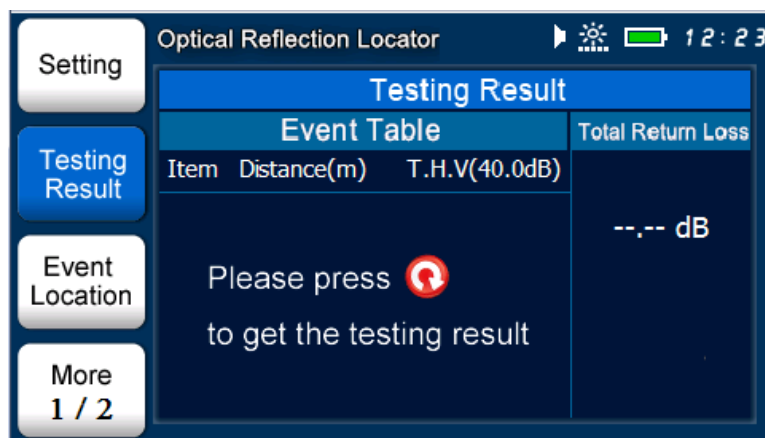 Setting
Optical Reflection Locator
12:23
Testing Result
Event Table
Total Return Loss
Testing
Result
Item Distance(m) T.H.V(40.0dB)
--.-- dB
Event
Location
Please press
to get the testing result
More
1 / 2